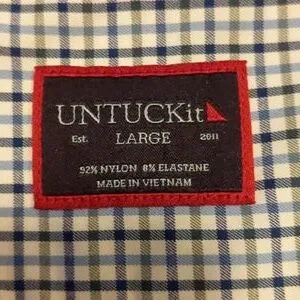 UNTUCKit
Est. LARGE 2011
92% NYLON 8% ELASTANE
MADE IN VIETNAM